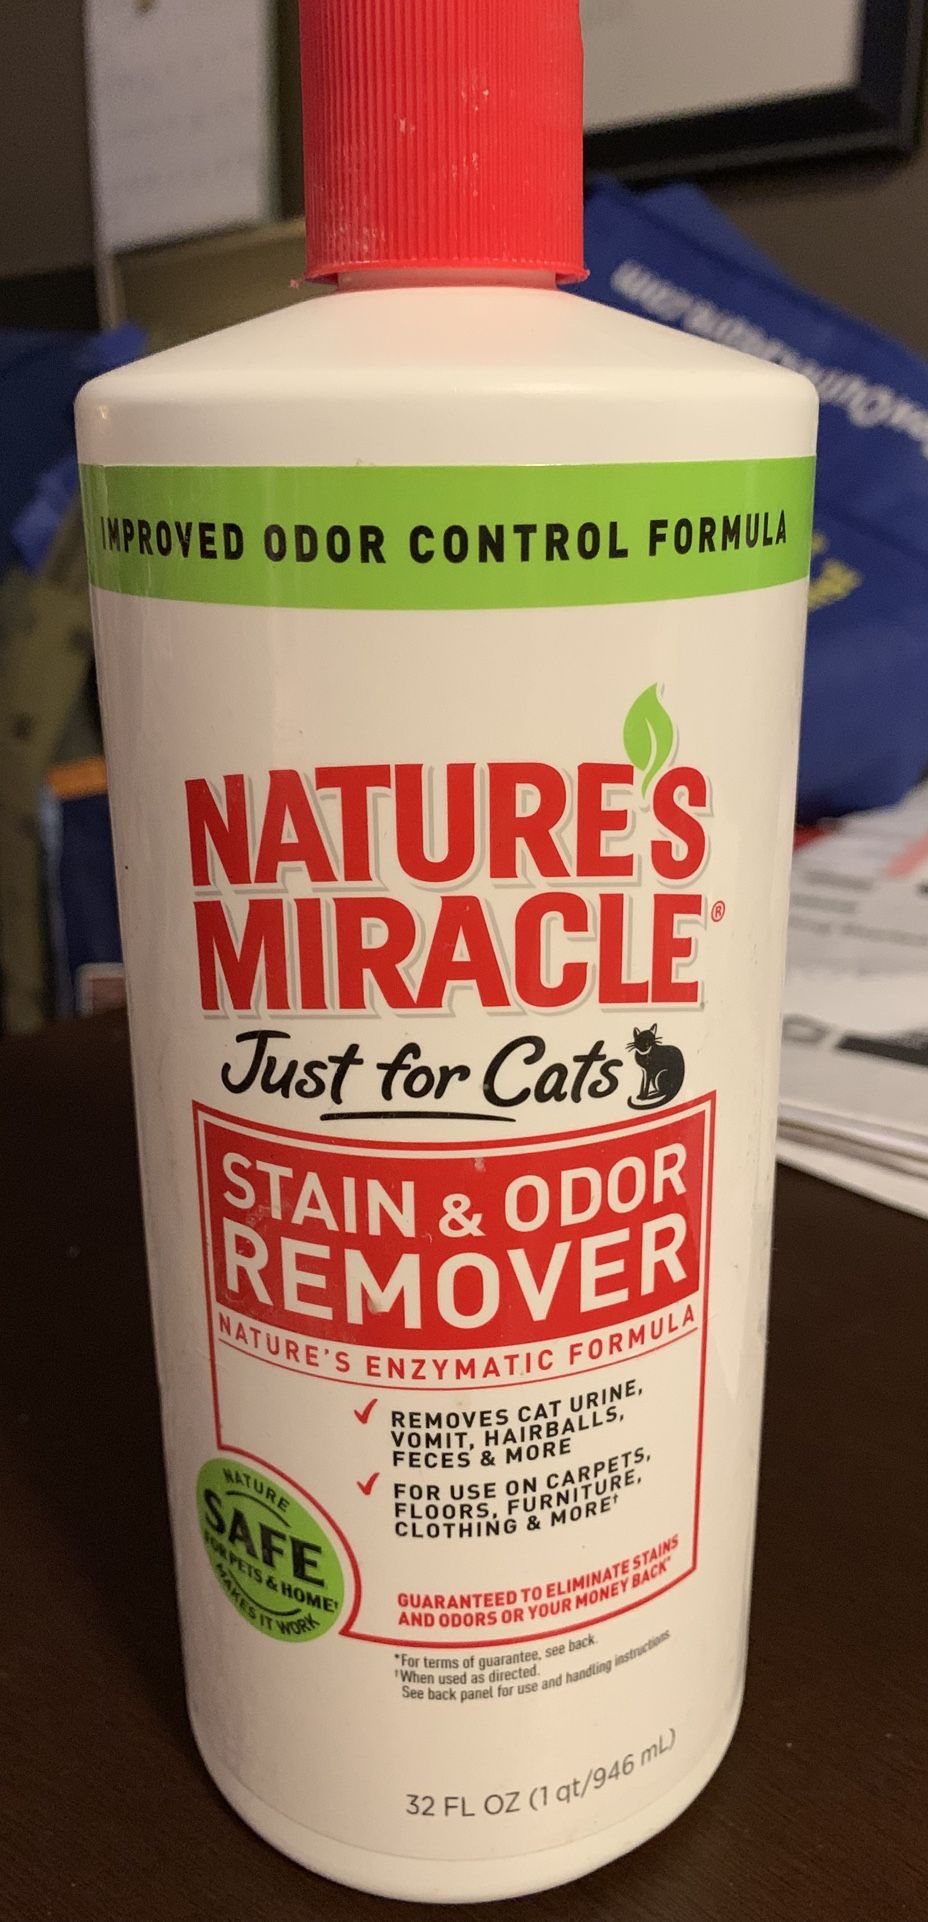 IMPROVED ODOR CONTROL FORMULA
NATURE'S
MIRACLE®
Just for Cats
STAIN & ODOR
REMOVER
NATURE'S ENZYMATIC FORMULA
✓ REMOVES CAT URINE,
VOMIT, HAIRBALLS,
FECES & MORE
✓ FOR USE ON CARPETS,
FLOORS, FURNITURE,
CLOTHING & MORE†
NATURE
SAFE
FOR PETS & HOME†
MAKES IT WORK
GUARANTEED TO ELIMINATE STAINS
AND ODORS OR YOUR MONEY BACK*
*For terms of guarantee, see back.
†When used as directed.
See back panel for use and handling instructions
32 FL OZ (1 qt/946 mL)